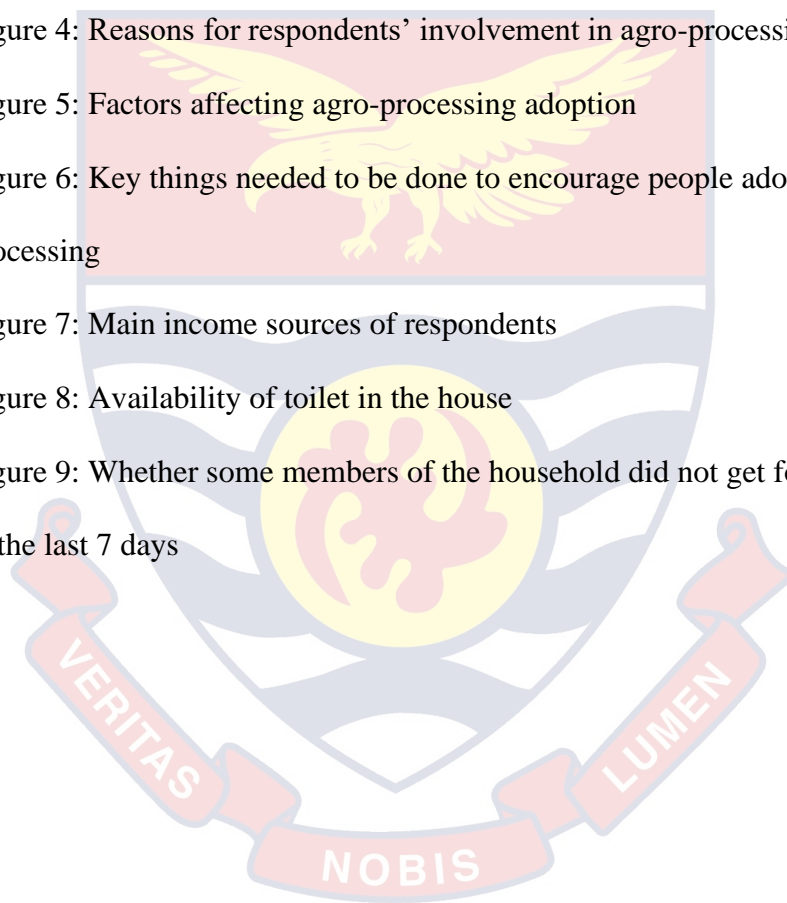 gure 4: Reasons for respondents’ involvement in agro-processi
gure 5: Factors affecting agro-processing adoption
gure 6: Key things needed to be done to encourage people ado
ocessing
gure 7: Main income sources of respondents
gure 8: Availability of toilet in the house
gure 9: Whether some members of the household did not get fo
the last 7 days
VERITAS
NOBIS
LUMEN